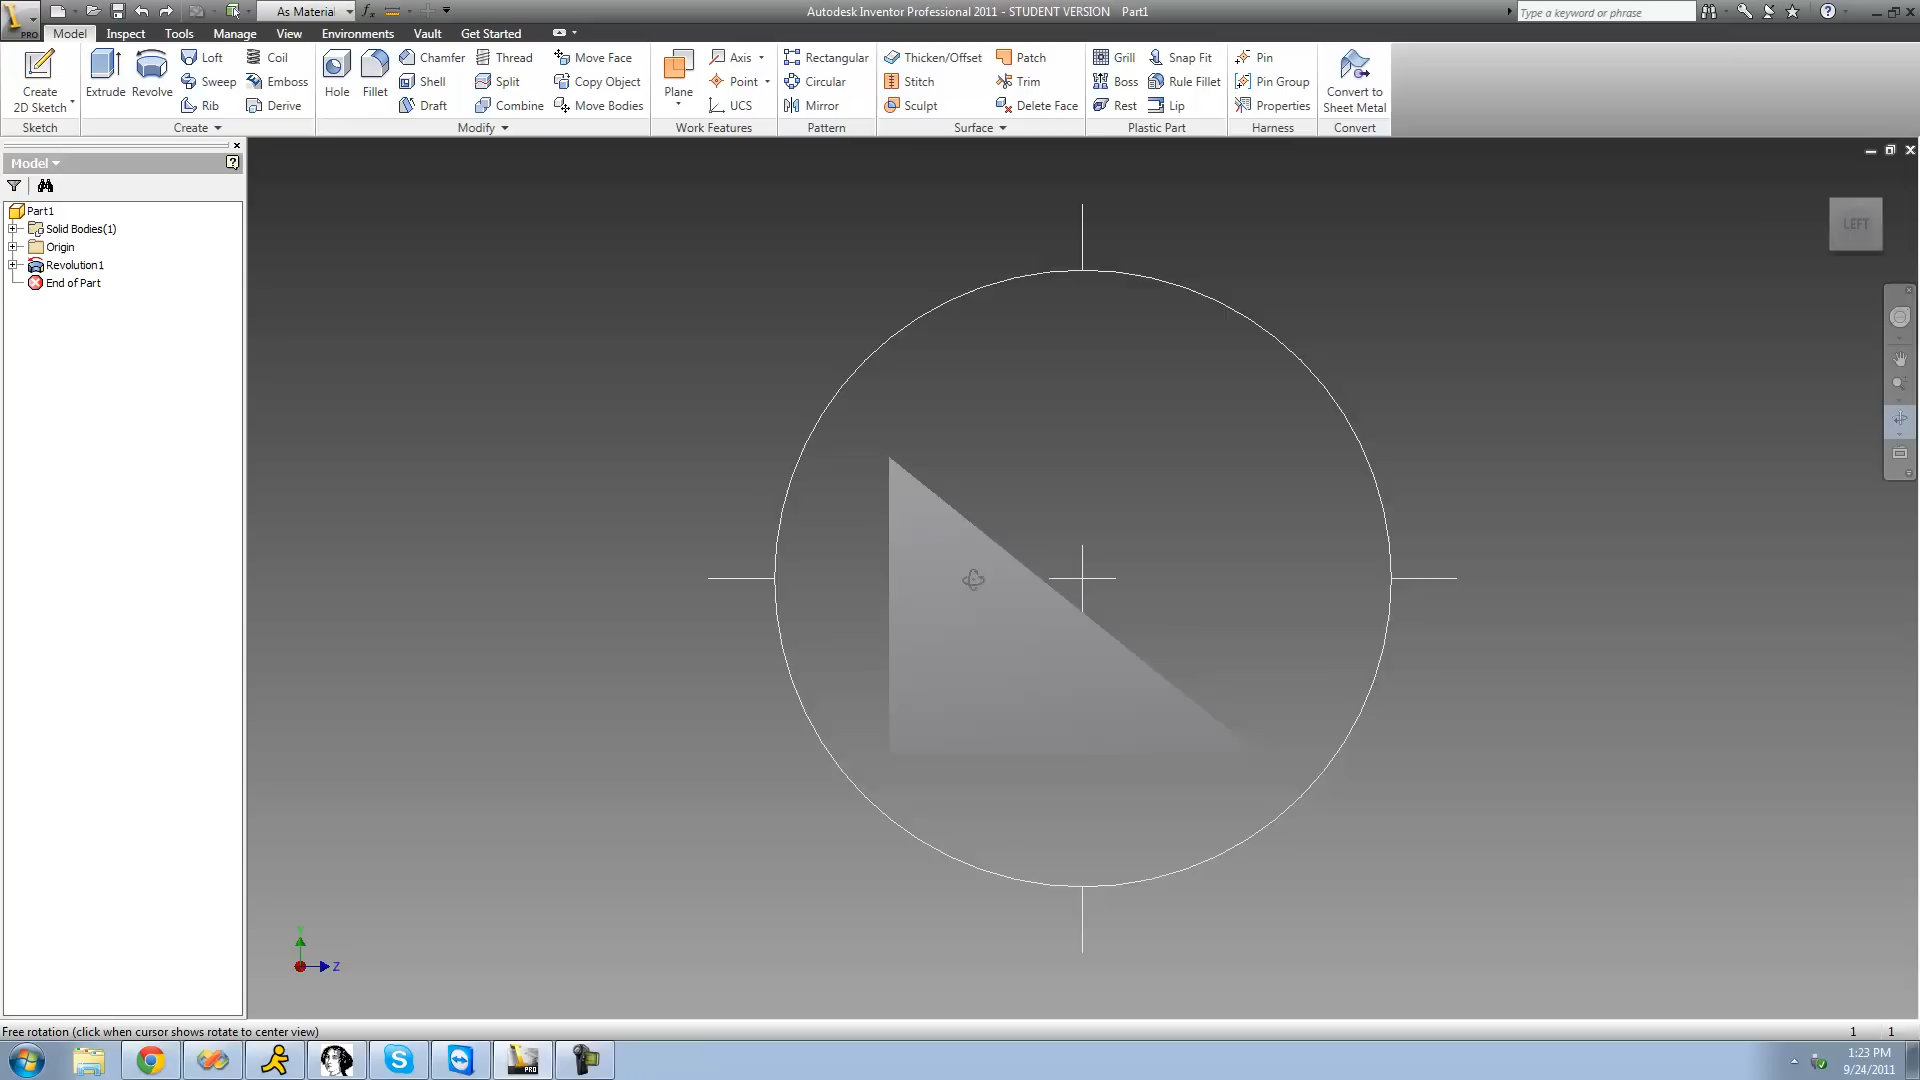 As Material
Autodesk Inventor Professional 2011 - STUDENT VERSION Part1
Type a keyword or phrase
PRO
Model Inspect Tools Manage View Environments Vault Get Started
Create 2D Sketch
Extrude
Revolve
Loft
Sweep
Rib
Coil
Emboss
Derive
Hole
Fillet
Chamfer
Shell
Draft
Thread
Split
Combine
Move Face
Copy Object
Move Bodies
Plane
Axis
Point
UCS
Rectangular
Circular
Mirror
Thicken/Offset
Stitch
Sculpt
Patch
Trim
Delete Face
Grill
Boss
Rest
Snap Fit
Rule Fillet
Lip
Pin
Pin Group
Properties
Convert to Sheet Metal
Sketch Create Modify Work Features Pattern Surface Plastic Part Harness Convert
Model
Part1
Solid Bodies(1)
Origin
Revolution1
End of Part
LEFT
Y
Z
Free rotation (click when cursor shows rotate to center view)
1 1
PRO
1:23 PM
9/24/2011